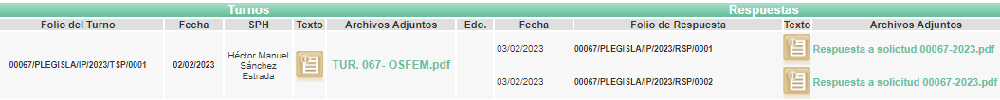 Turnos Respuestas
Folio del Turno Fecha SPH Texto Archivos Adjuntos Edo. Fecha Folio de Respuesta Texto Archivos Adjuntos
00067/PLEGISLA/IP/2023/TSP/0001 02/02/2023 Héctor Manuel Sánchez Estrada TUR. 067- OSFEM.pdf
03/02/2023 00067/PLEGISLA/IP/2023/RSP/0001 Respuesta a solicitud 00067-2023.pdf
03/02/2023 00067/PLEGISLA/IP/2023/RSP/0002 Respuesta a solicitud 00067-2023.pdf